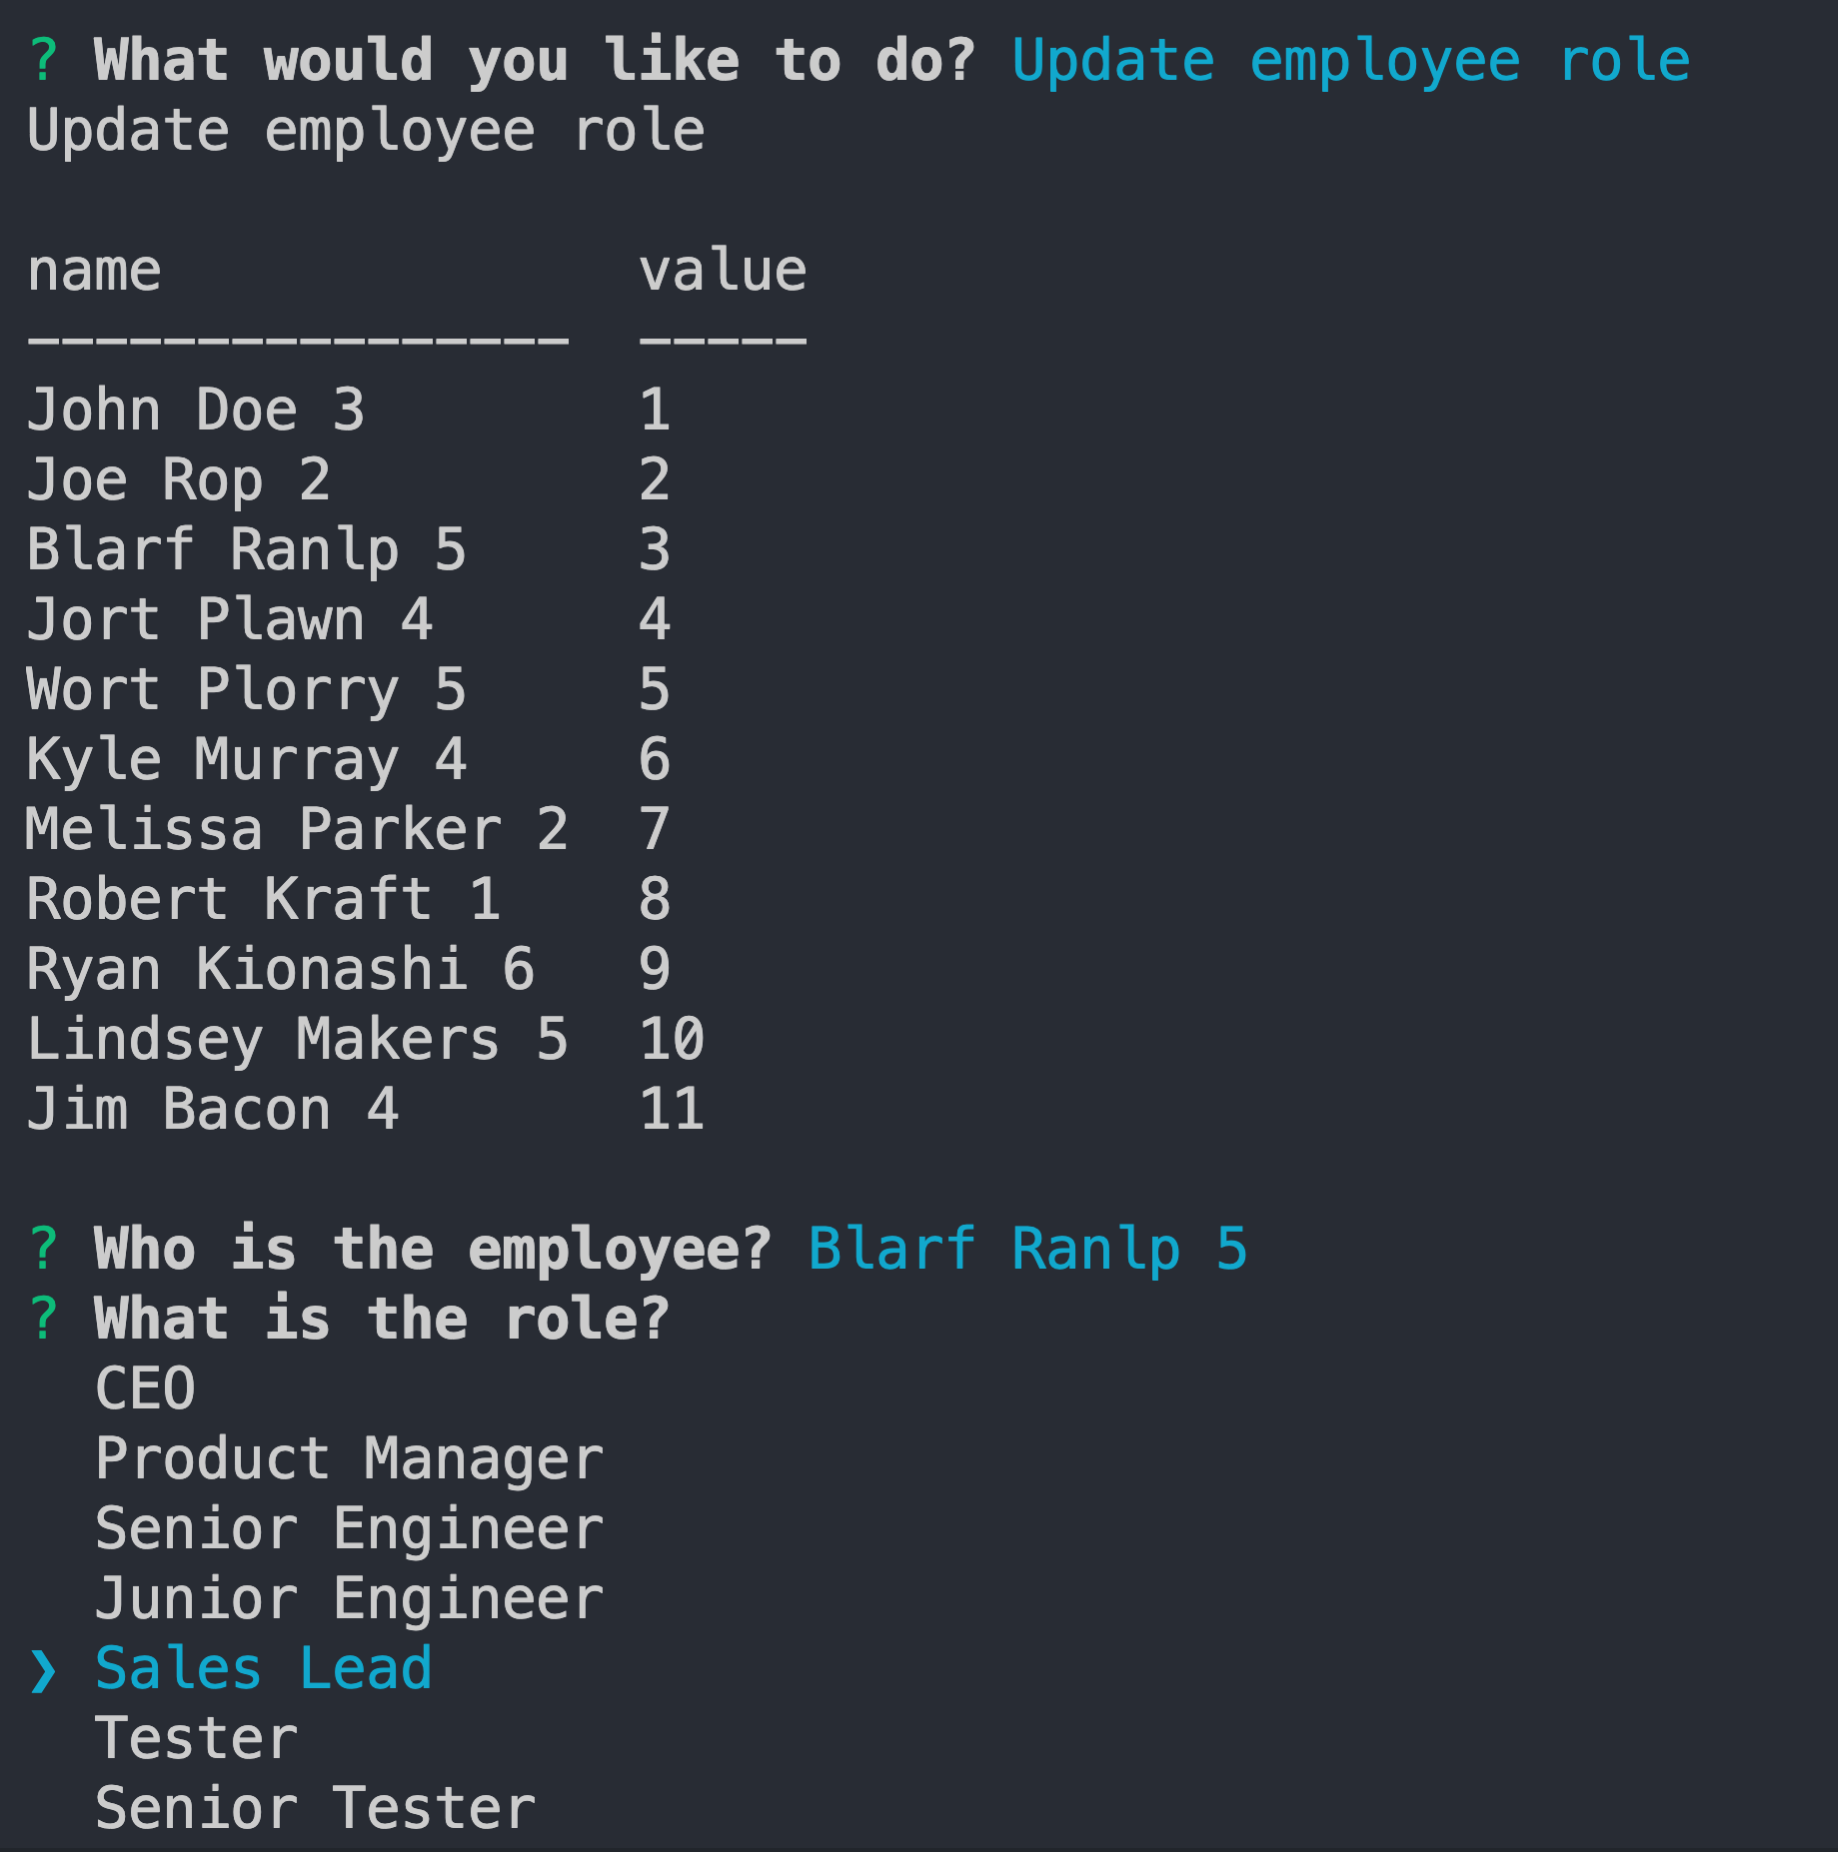 ? What would you like to do? Update employee role
Update employee role
name              value
----------------  -----
John Doe 3        1
Joe Rop 2         2
Blarf Ranlp 5     3
Jort Plawn 4      4
Wort Plorry 5     5
Kyle Murray 4     6
Melissa Parker 2  7
Robert Kraft 1    8
Ryan Kionashi 6   9
Lindsey Makers 5  10
Jim Bacon 4       11
? Who is the employee? Blarf Ranlp 5
? What is the role?
  CEO
  Product Manager
  Senior Engineer
  Junior Engineer
❯ Sales Lead
  Tester
  Senior Tester